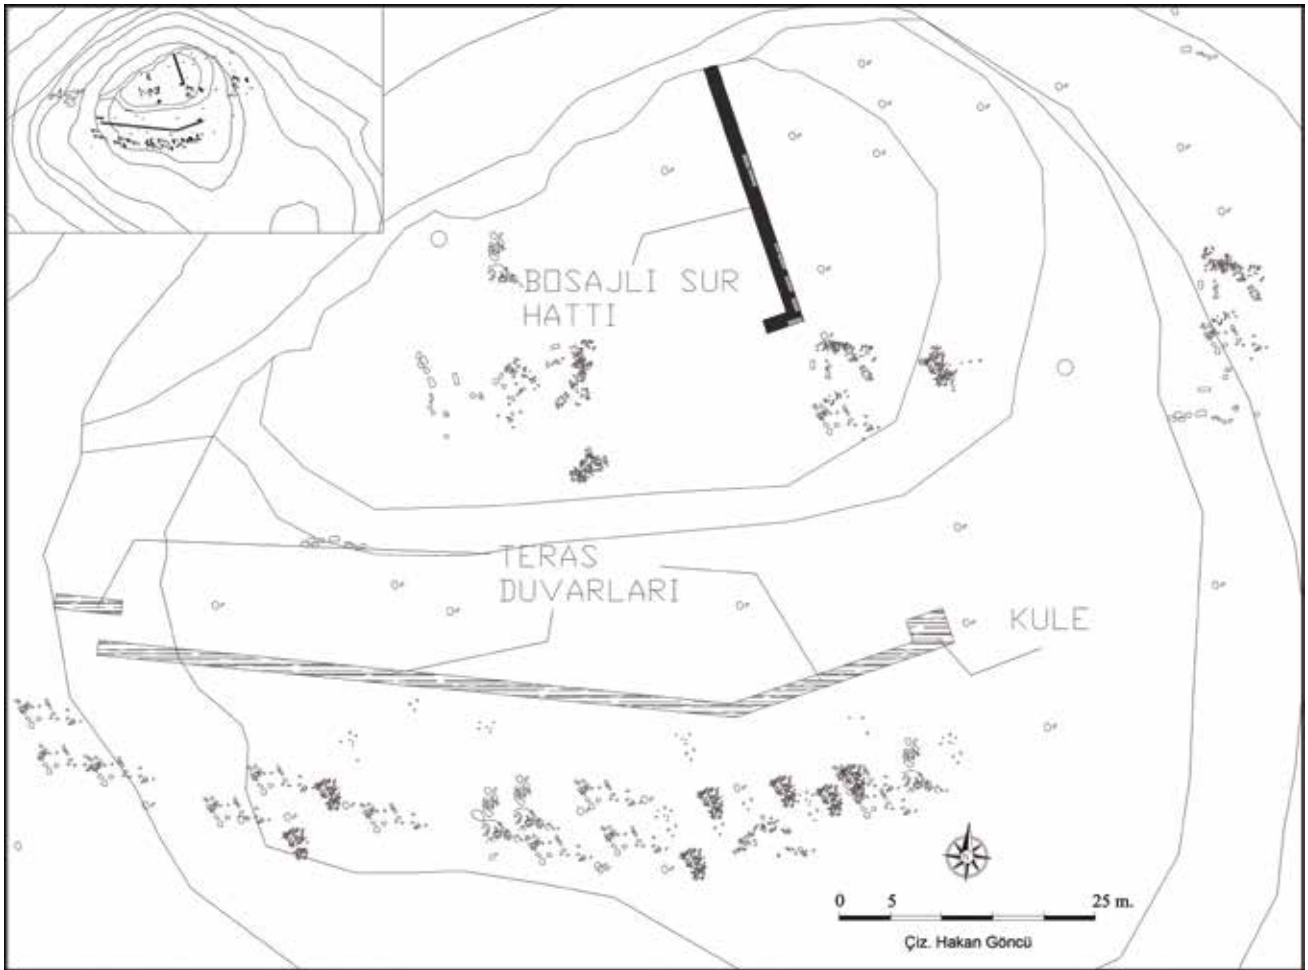 BOSAJLI SUR
HATTI
TERAS
DUVARLARI
KULE
0 5 25 m.
Çiz. Hakan Göncü